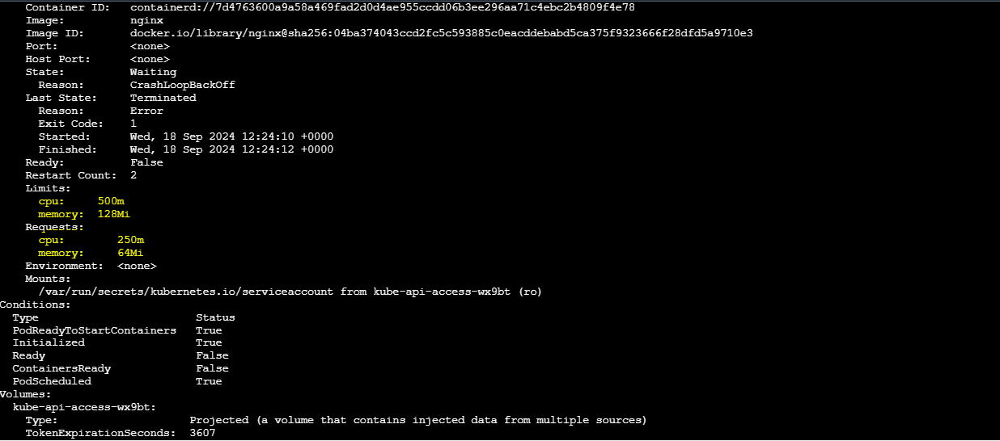 Container ID:   containerd://7d4763600a9a58a469fad2d0d4ae955ccdd06b3ee296aa71c4ebc2b4809f4e78
Image:          nginx
Image ID:       docker.io/library/nginx@sha256:04ba374043ccd2fc5c593885c0eacddebabd5ca375f9323666f28dfd5a9710e3
Port:           <none>
Host Port:      <none>
State:          Waiting
Reason:       CrashLoopBackOff
Last State:     Terminated
Reason:       Error
Exit Code:    1
Started:      Wed, 18 Sep 2024 12:24:10 +0000
Finished:     Wed, 18 Sep 2024 12:24:12 +0000
Ready:          False
Restart Count:  2
Limits:
cpu:     500m
memory:  128Mi
Requests:
cpu:        250m
memory:     64Mi
Environment:  <none>
Mounts:
/var/run/secrets/kubernetes.io/serviceaccount from kube-api-access-wx9bt (ro)
Conditions:
Type                        Status
PodReadyToStartContainers   True
Initialized                 True
Ready                       False
ContainersReady             False
PodScheduled                True
Volumes:
kube-api-access-wx9bt:
Type:                    Projected (a volume that contains injected data from multiple sources)
TokenExpirationSeconds:  3607